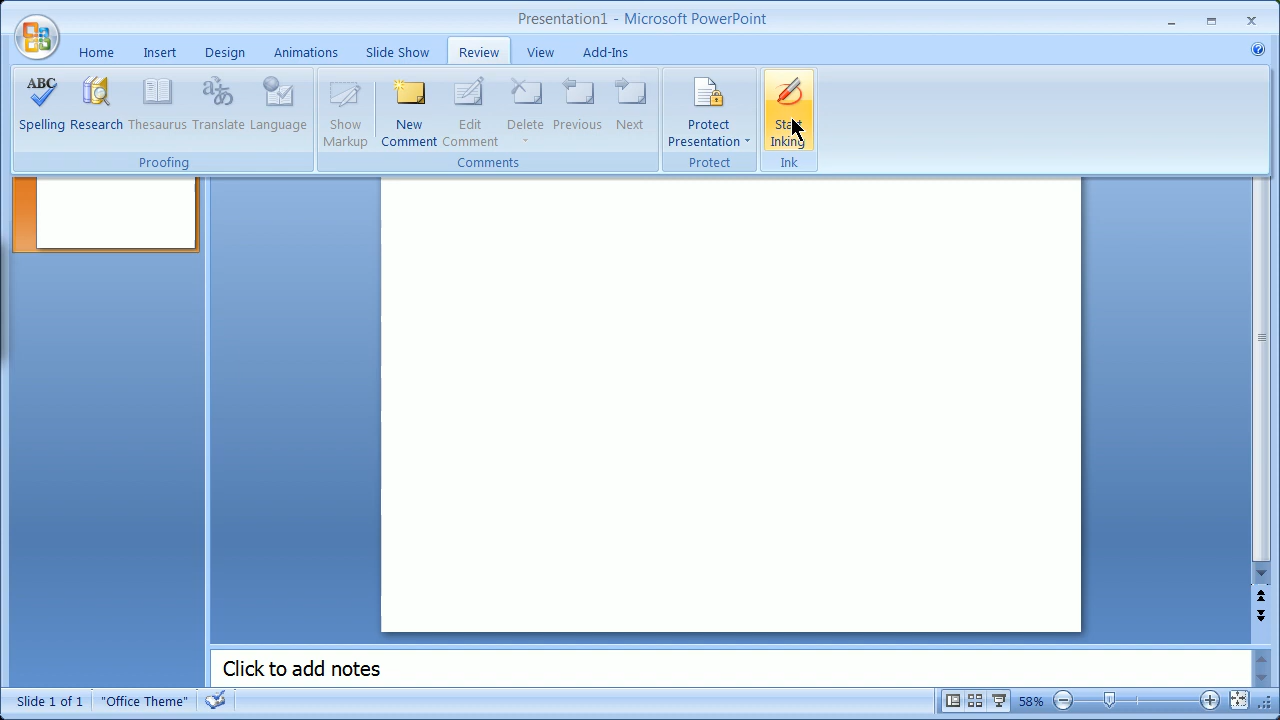 Presentation1 - Microsoft PowerPoint
Home Insert Design Animations Slide Show Review View Add-Ins
ABC
Spelling Research Thesaurus Translate Language Show Markup New Comment Edit Comment Delete Previous Next Protect Presentation Start Inking
Proofing Comments Protect Ink
Click to add notes
Slide 1 of 1 "Office Theme" 58%